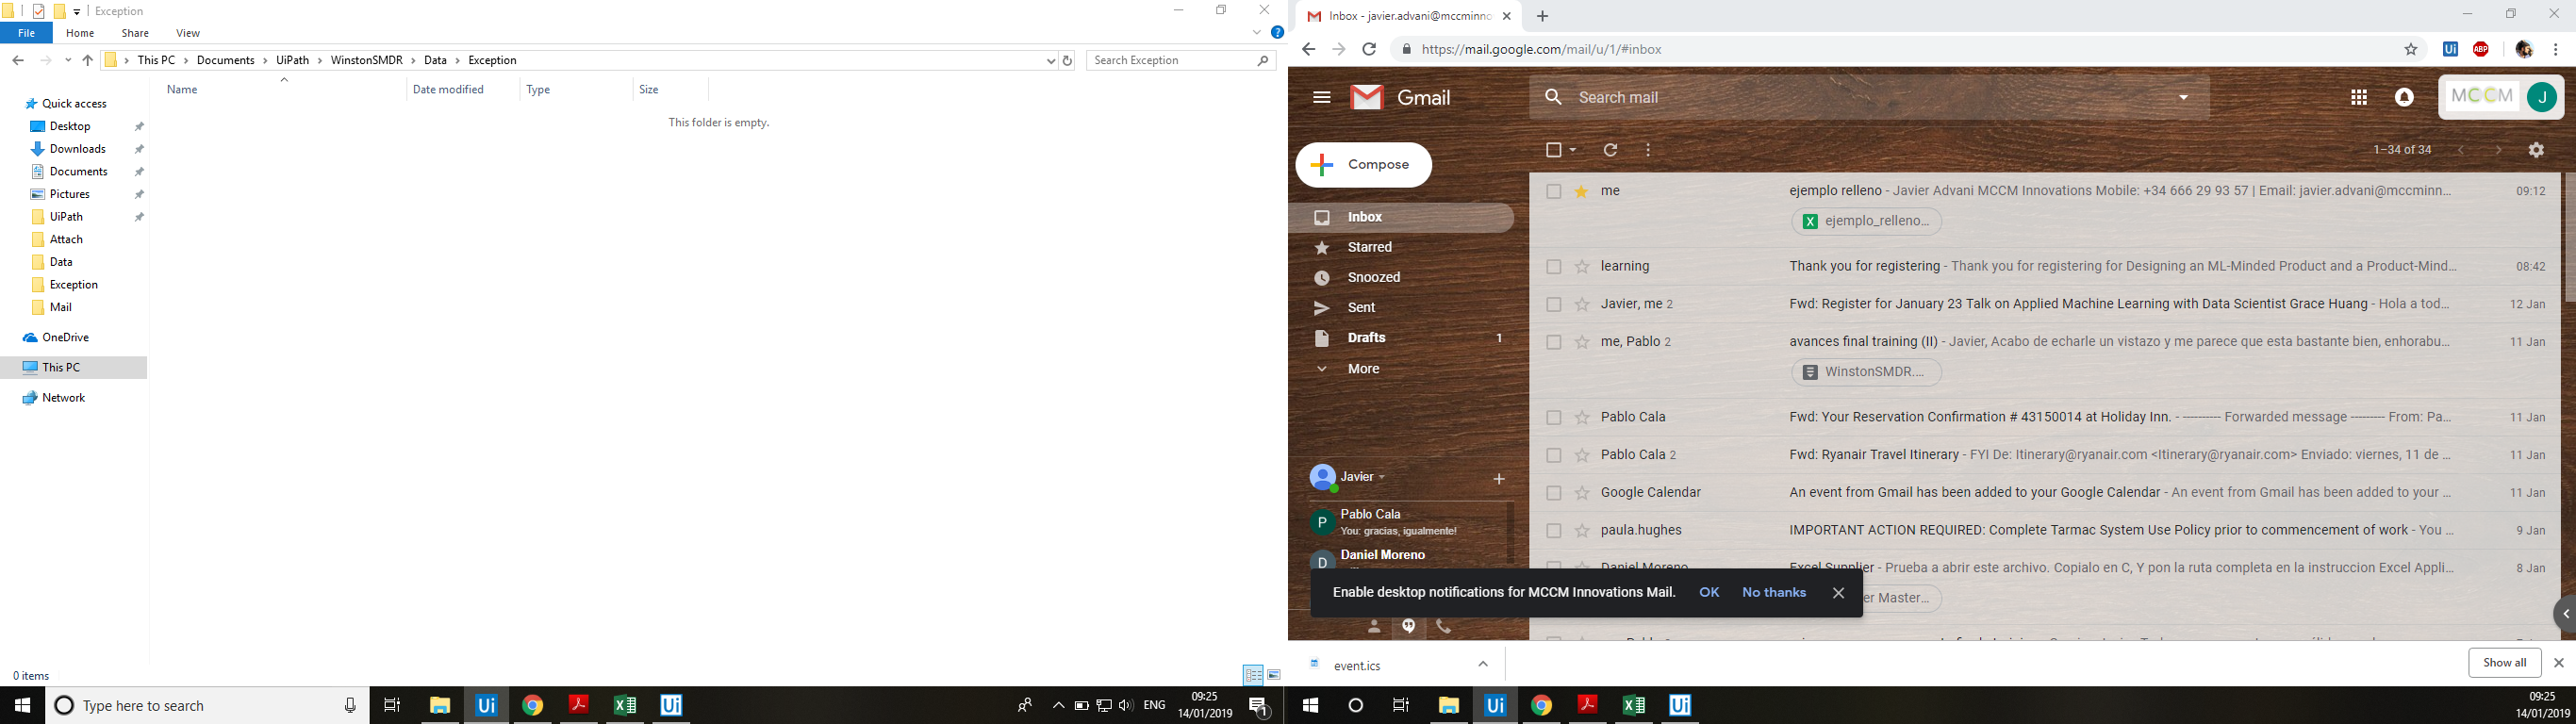 Exception
File Home Share View
This PC Documents UiPath WinstonSMDR Data Exception
Search Exception
Name Date modified Type Size
This folder is empty.
Quick access
Desktop
Downloads
Documents
Pictures
UiPath
Attach
Data
Exception
Mail
OneDrive
This PC
Network
0 items
Type here to search
ENG
09:25
14/01/2019
1
Inbox - javier.advani@mccminno
https://mail.google.com/mail/u/1/#inbox
Ui ABP
Gmail
Search mail
MCCM J
Compose
1–34 of 34
Inbox
Starred
Snoozed
Sent
Drafts 1
More
Javier
Pablo Cala
You: gracias, igualmente!
Daniel Moreno
P
D
me ejemplo relleno - Javier Advani MCCM Innovations Mobile: +34 666 29 93 57 | Email: javier.advani@mccminn... 09:12
ejemplo_relleno...
learning Thank you for registering - Thank you for registering for Designing an ML-Minded Product and a Product-Mind... 08:42
Javier, me 2 Fwd: Register for January 23 Talk on Applied Machine Learning with Data Scientist Grace Huang - Hola a tod... 12 Jan
me, Pablo 2 avances final training (II) - Javier, Acabo de echarle un vistazo y me parece que esta bastante bien, enhorabu... 11 Jan
WinstonSMDR....
Pablo Cala Fwd: Your Reservation Confirmation # 43150014 at Holiday Inn. - ---------- Forwarded message --------- From: Pa... 11 Jan
Pablo Cala 2 Fwd: Ryanair Travel Itinerary - FYI De: Itinerary@ryanair.com <Itinerary@ryanair.com> Enviado: viernes, 11 de ... 11 Jan
Google Calendar An event from Gmail has been added to your Google Calendar - An event from Gmail has been added to your ... 11 Jan
paula.hughes IMPORTANT ACTION REQUIRED: Complete Tarmac System Use Policy prior to commencement of work - You ... 9 Jan
Daniel Moreno Excel Supplier - Prueba a abrir este archivo. Copialo en C, Y pon la ruta completa en la instruccion Excel Appli... 8 Jan
er Master...
Enable desktop notifications for MCCM Innovations Mail. OK No thanks
event.ics
Show all
Ui
Ui
09:25
14/01/2019